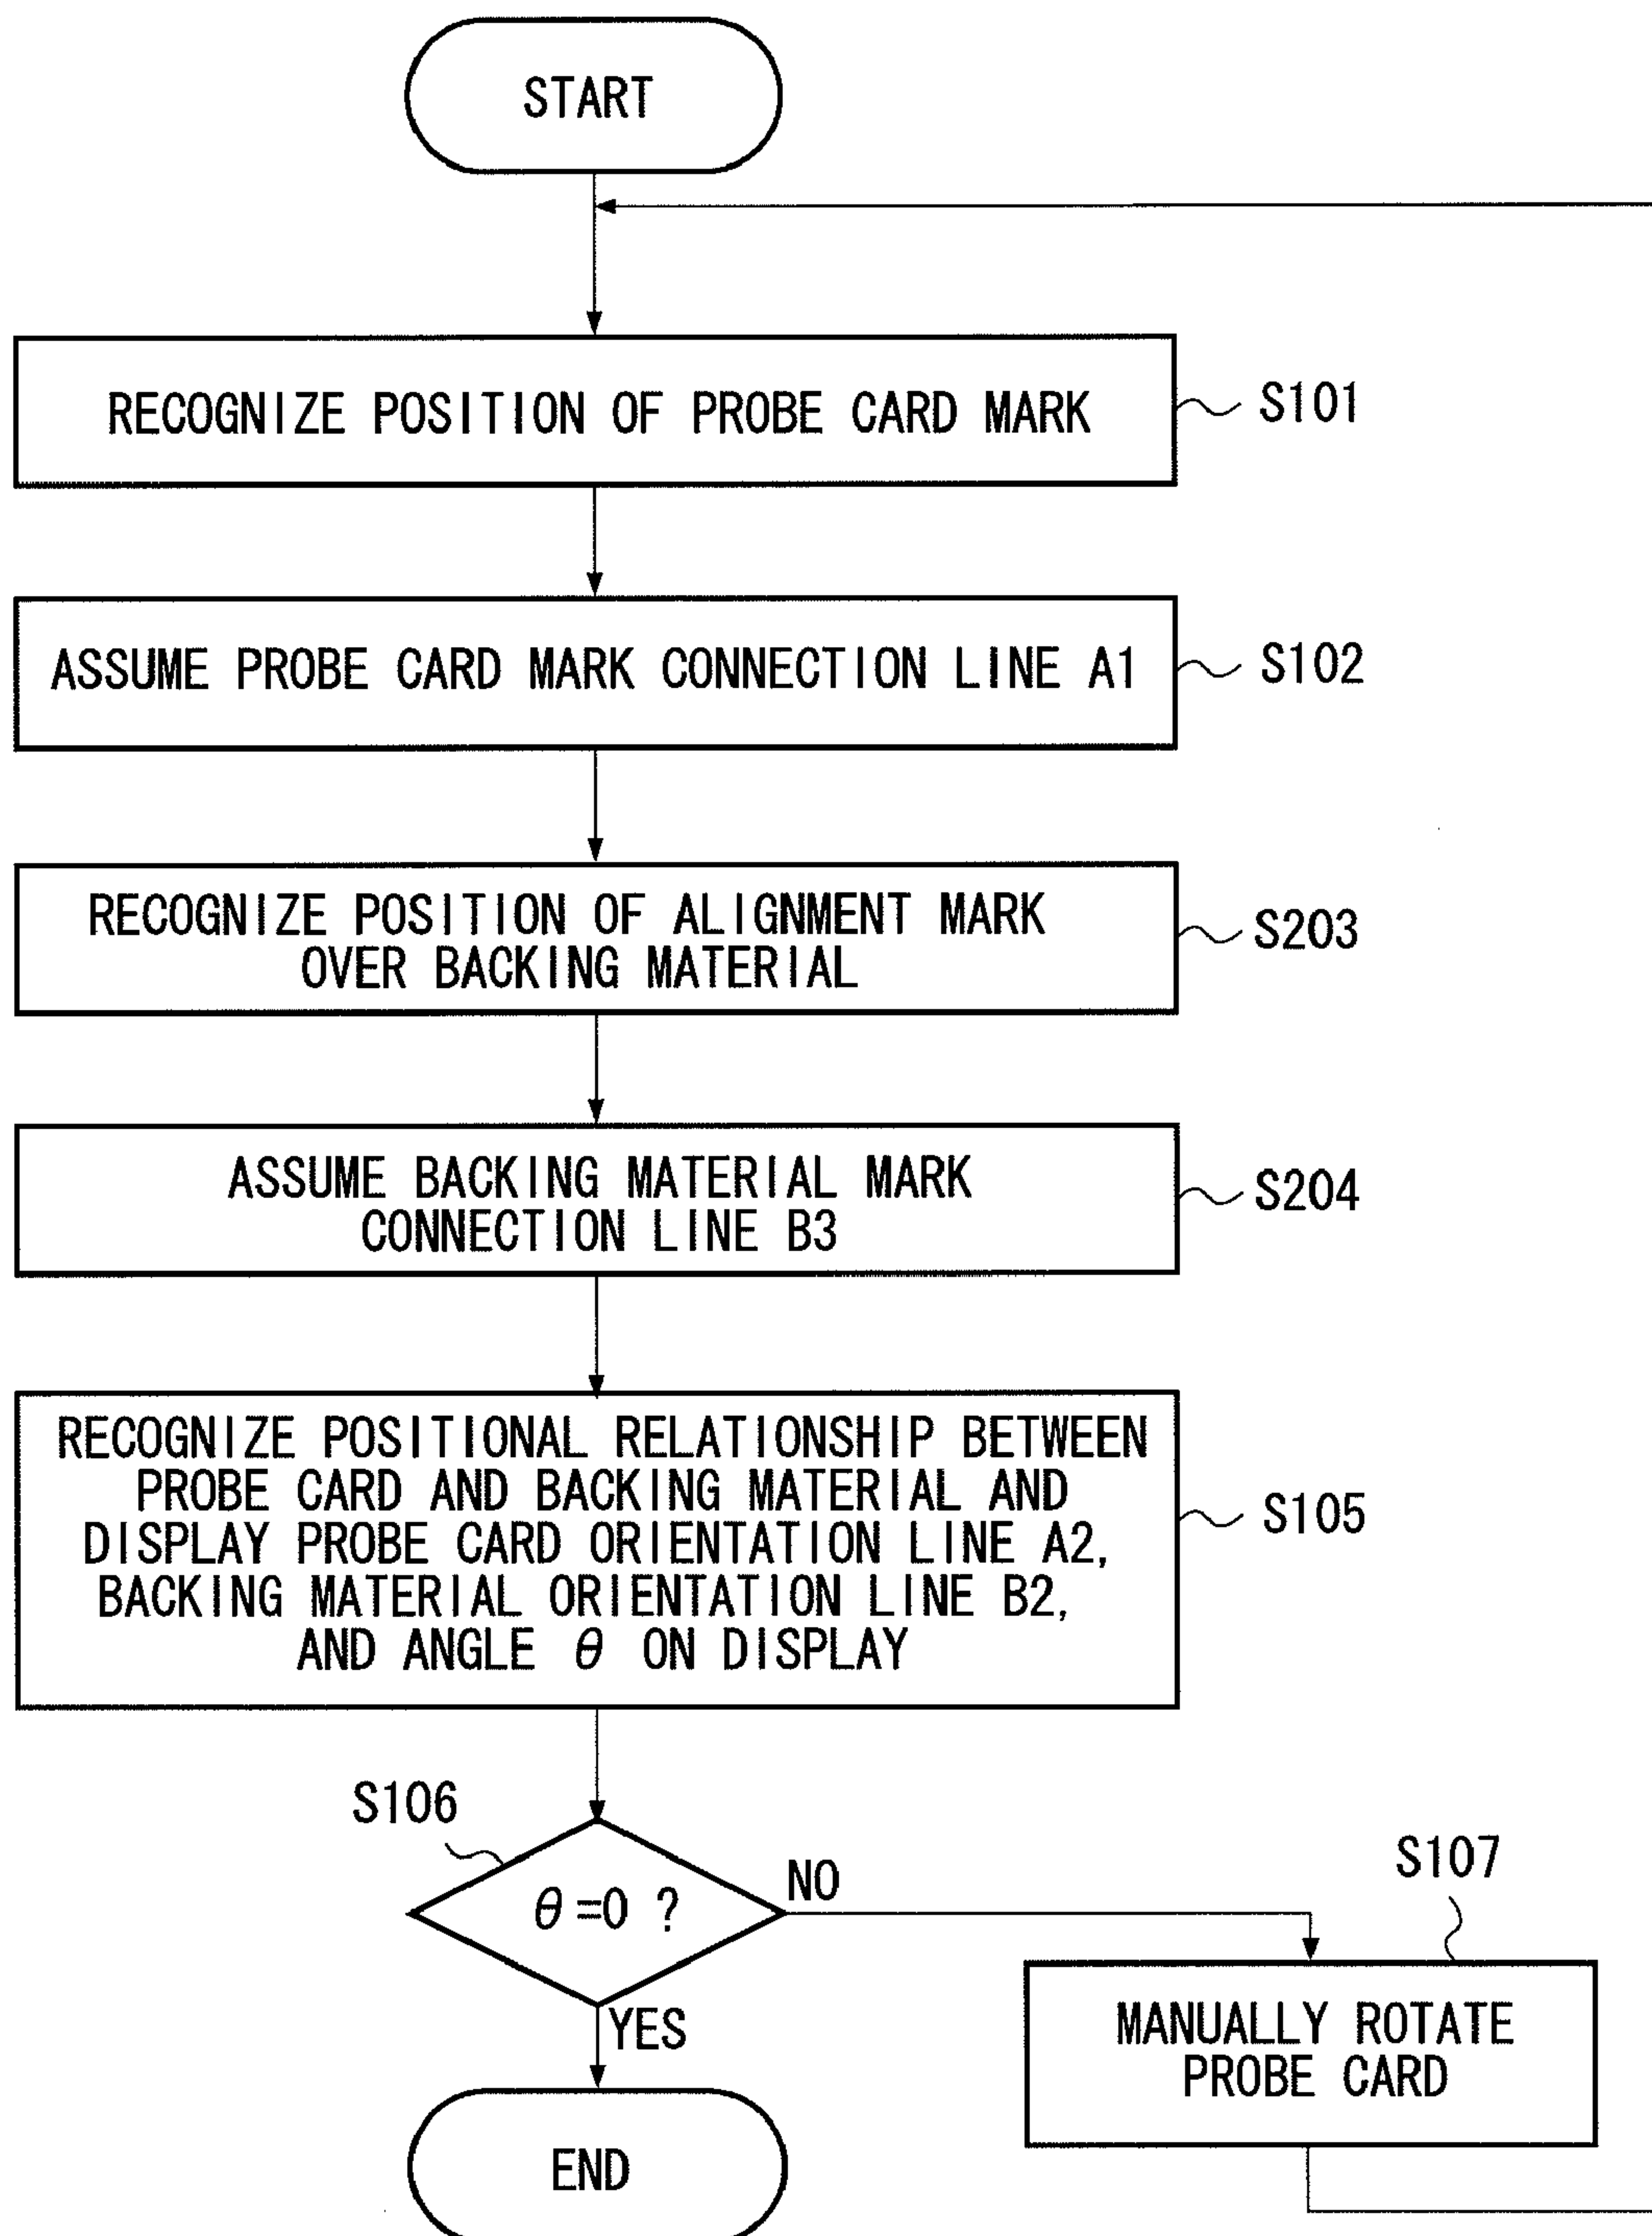 START
RECOGNIZE POSITION OF PROBE CARD MARK
S101
ASSUME PROBE CARD MARK CONNECTION LINE A1
S102
RECOGNIZE POSITION OF ALIGNMENT MARK
OVER BACKING MATERIAL
S203
ASSUME BACKING MATERIAL MARK
CONNECTION LINE B3
S204
RECOGNIZE POSITIONAL RELATIONSHIP BETWEEN
PROBE CARD AND BACKING MATERIAL AND
DISPLAY PROBE CARD ORIENTATION LINE A2,
BACKING MATERIAL ORIENTATION LINE B2,
AND ANGLE θ ON DISPLAY
S105
S106
θ=0 ?
NO
YES
S107
MANUALLY ROTATE
PROBE CARD
END